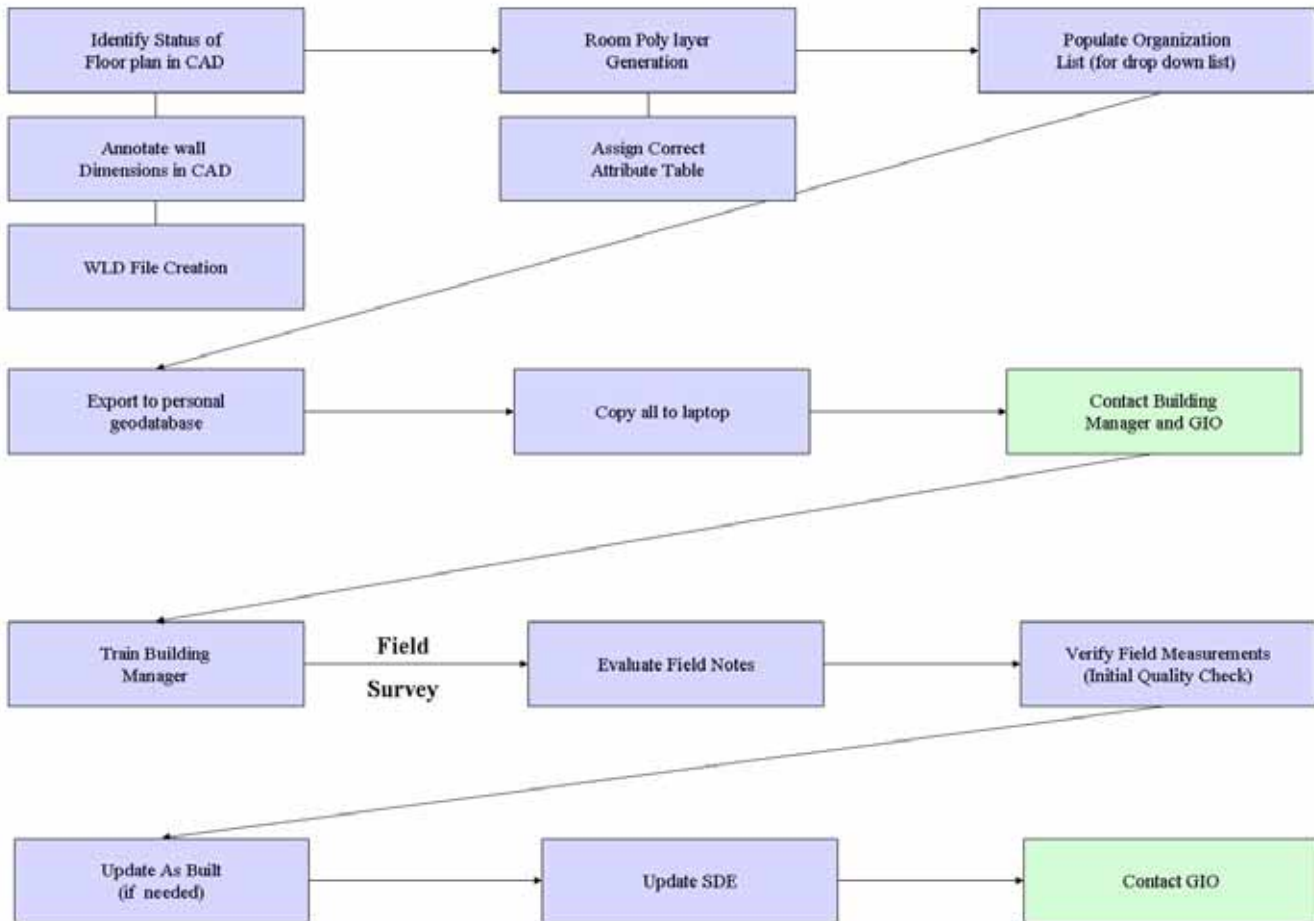 Identify Status of
Floor plan in CAD
Room Poly layer
Generation
Populate Organization
List (for drop down list)
Annotate wall
Dimensions in CAD
Assign Correct
Attribute Table
WLD File Creation
Export to personal
geodatabase
Copy all to laptop
Contact Building
Manager and GIO
Train Building
Manager
Field
Survey
Evaluate Field Notes
Verify Field Measurements
(Initial Quality Check)
Update As Built
(if needed)
Update SDE
Contact GIO